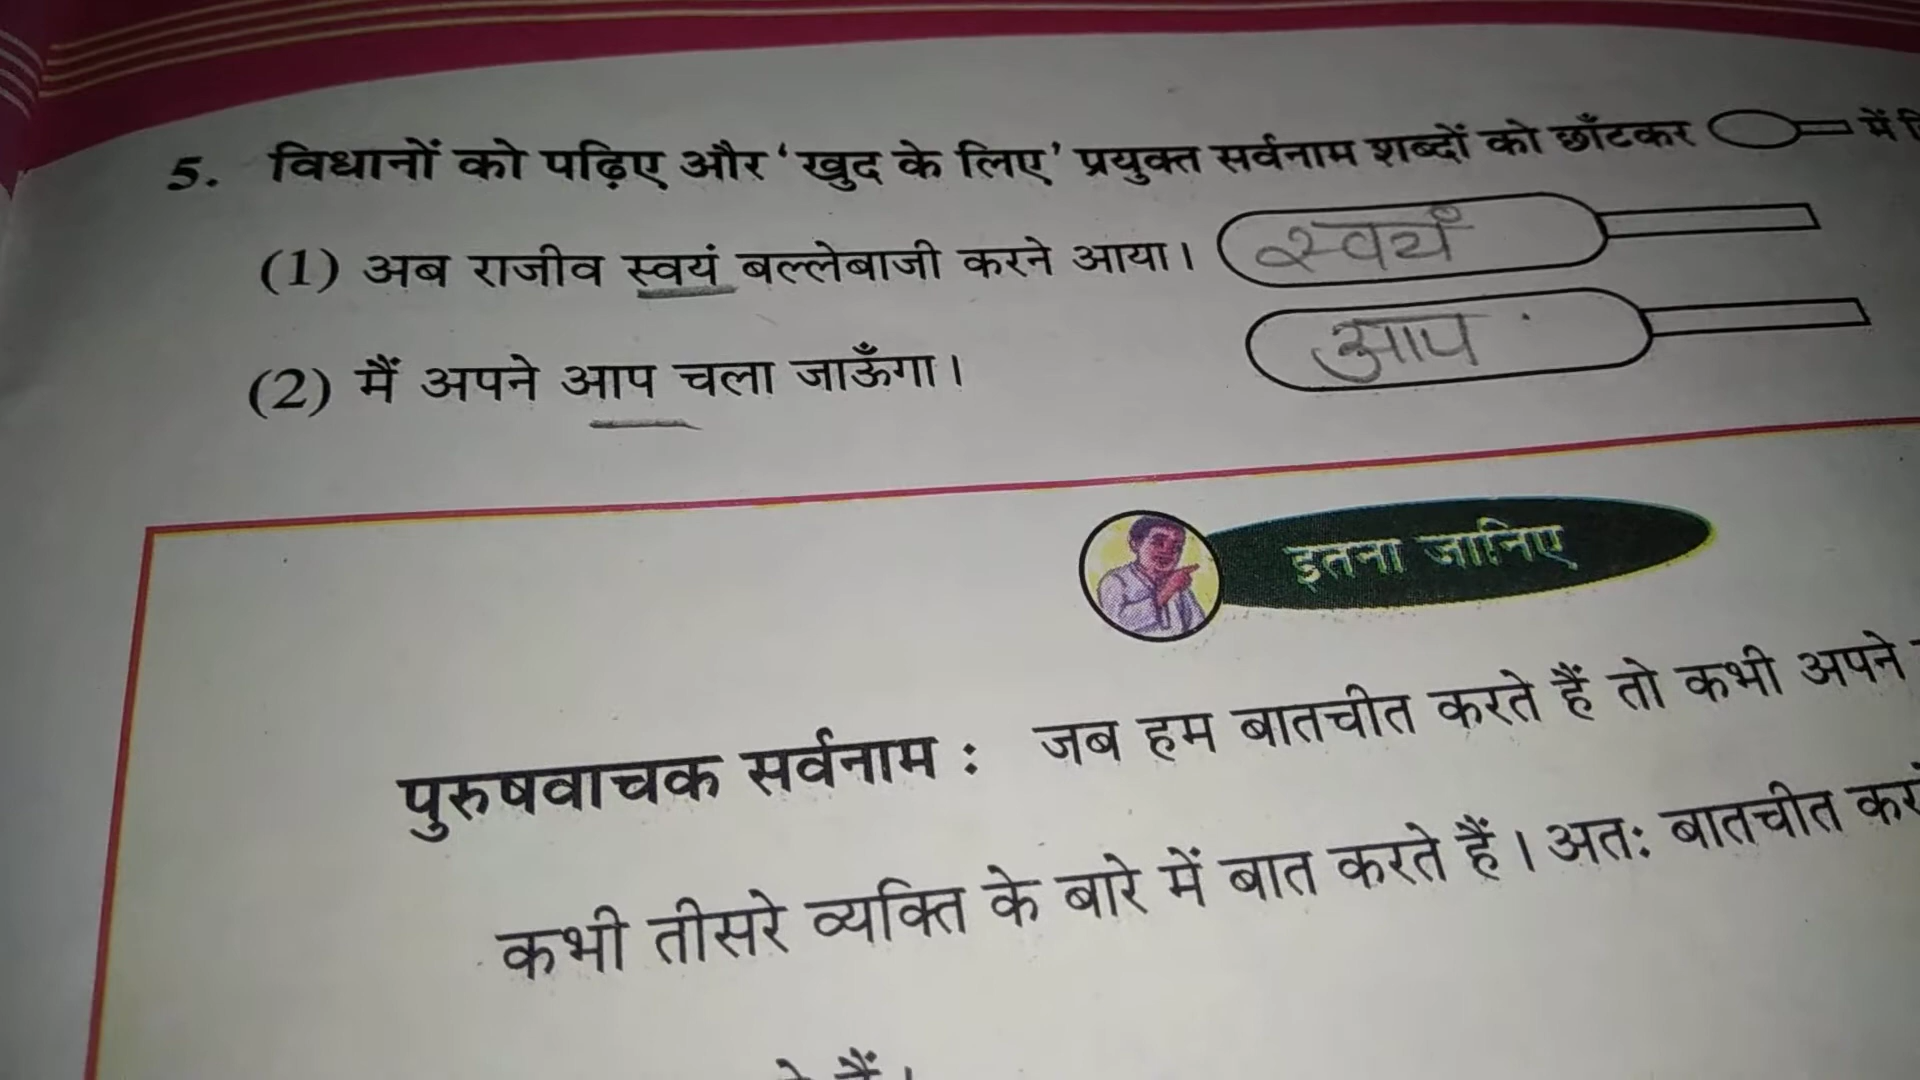 5. विधानों को पढ़िए और 'खुद के लिए' प्रयुक्त सर्वनाम शब्दों को छाँटकर में
(1) अब राजीव स्वयं बल्लेबाजी करने आया। स्वयं
(2) मैं अपने आप चला जाऊँगा। आप
इतना जानिए
पुरुषवाचक सर्वनाम : जब हम बातचीत करते हैं तो कभी अपने
कभी तीसरे व्यक्ति के बारे में बात करते हैं। अतः बातचीत
हैं।